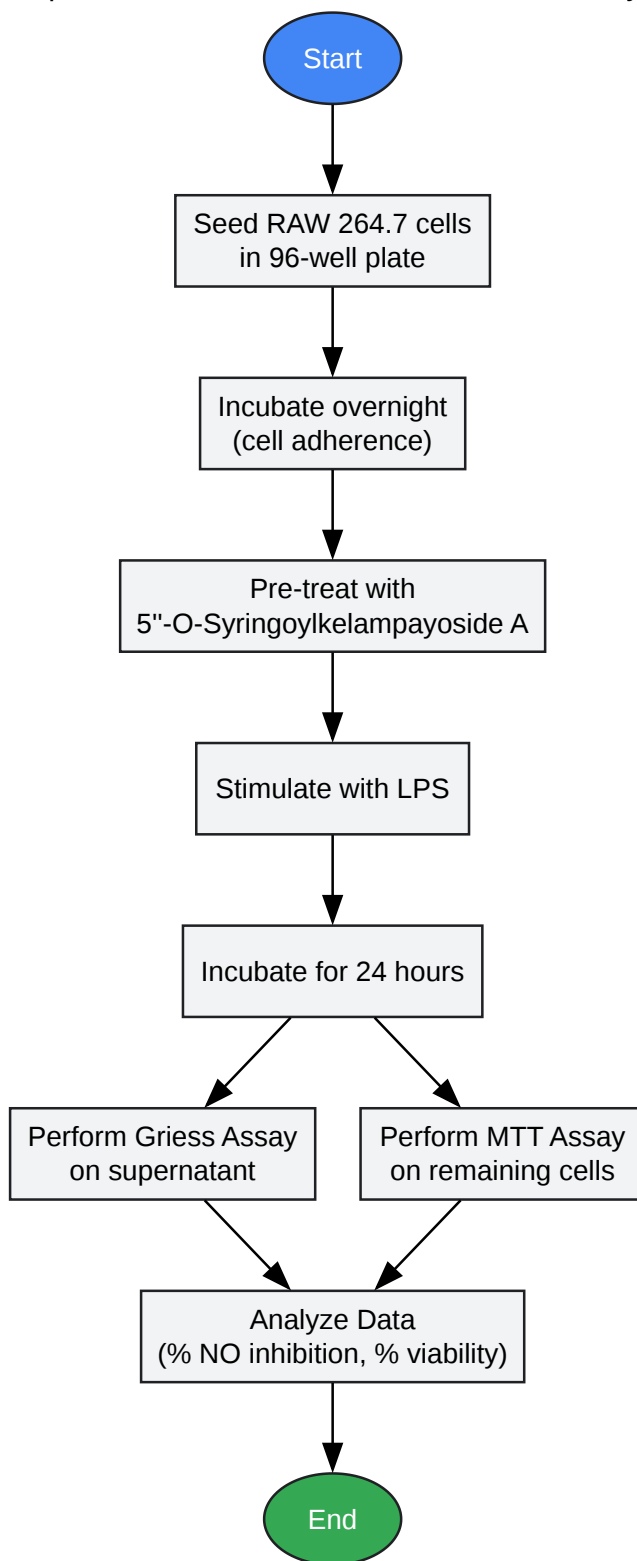 Start
Seed RAW 264.7 cells
in 96-well plate
Incubate overnight
(cell adherence)
Pre-treat with
5"-O-Syringoylkelampayoside A
Stimulate with LPS
Incubate for 24 hours
Perform Griess Assay
on supernatant
Perform MTT Assay
on remaining cells
Analyze Data
(% NO inhibition, % viability)
End